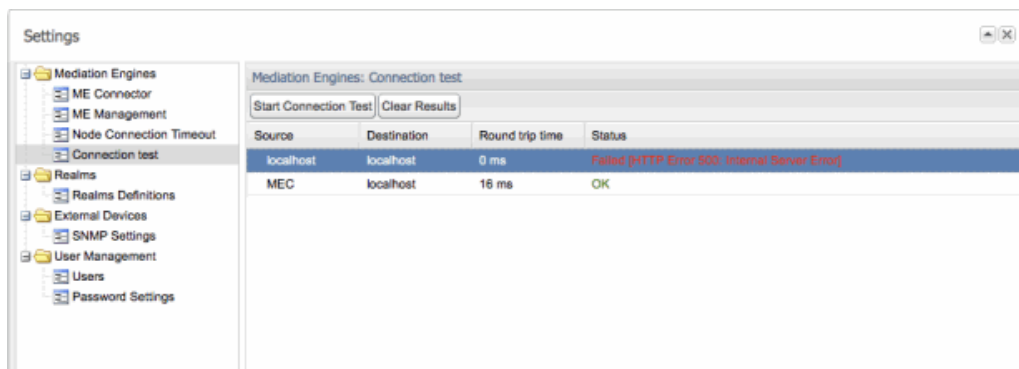 Settings
Mediation Engines
ME Connector
ME Management
Node Connection Timeout
Connection test
Realms
Realms Definitions
External Devices
SNMP Settings
User Management
Users
Password Settings
Mediation Engines: Connection test
Start Connection Test Clear Results
Source Destination Round trip time Status
localhost localhost 0 ms Failed [HTTP Error 500: Internal Server Error]
MEC localhost 16 ms OK